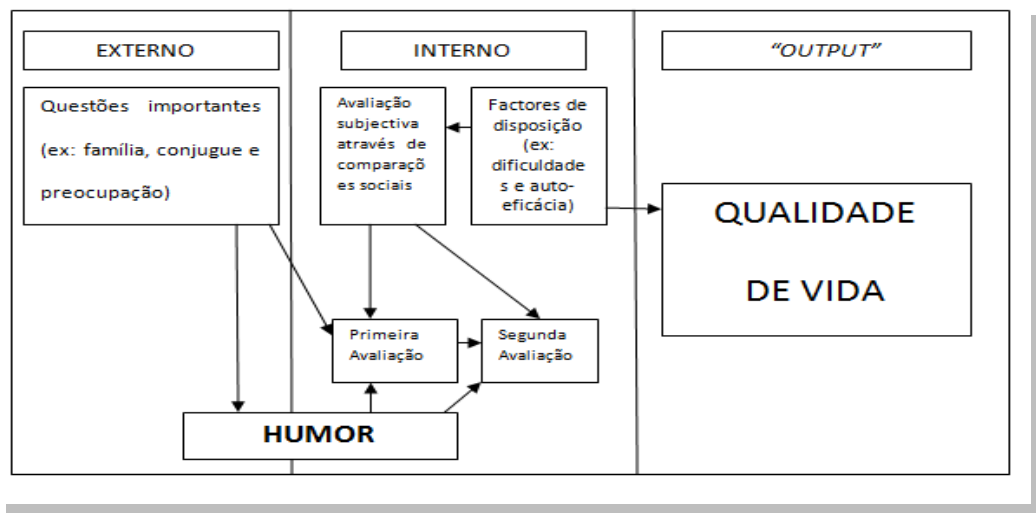 EXTERNO
INTERNO
“OUTPUT”
Questões importantes
(ex: família, conjugue e
preocupação)
Avaliação
subjectiva
através de
comparaçõ
es sociais
Factores de
disposição
(ex:
dificuldade
s e auto-
eficácia)
QUALIDADE
DE VIDA
Primeira
Avaliação
Segunda
Avaliação
HUMOR